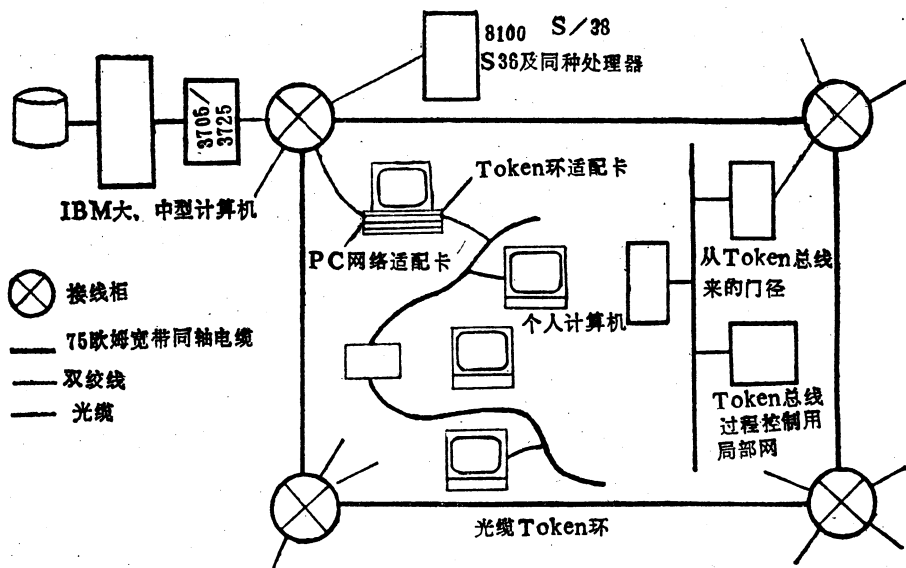 8100 S/38
S36及同种处理器
3705/
3725
IBM大,中型计算机
Token环适配卡
PC网络适配卡
从Token总线
来的门径
个人计算机
接线柜
75欧姆宽带同轴电缆
双绞线
光缆
Token总线
过程控制用
局部网
光缆Token环